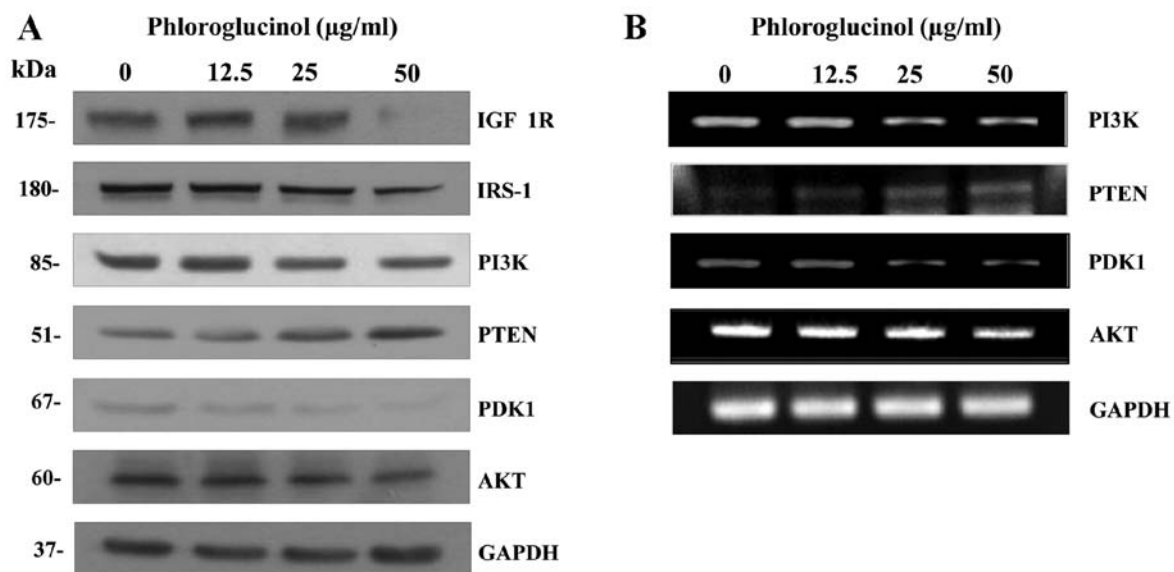 A
Phloroglucinol (µg/ml)
kDa
0 12.5 25 50
175- IGF 1R
180- IRS-1
85- PI3K
51- PTEN
67- PDK1
60- AKT
37- GAPDH
B
Phloroglucinol (µg/ml)
0 12.5 25 50
PI3K
PTEN
PDK1
AKT
GAPDH